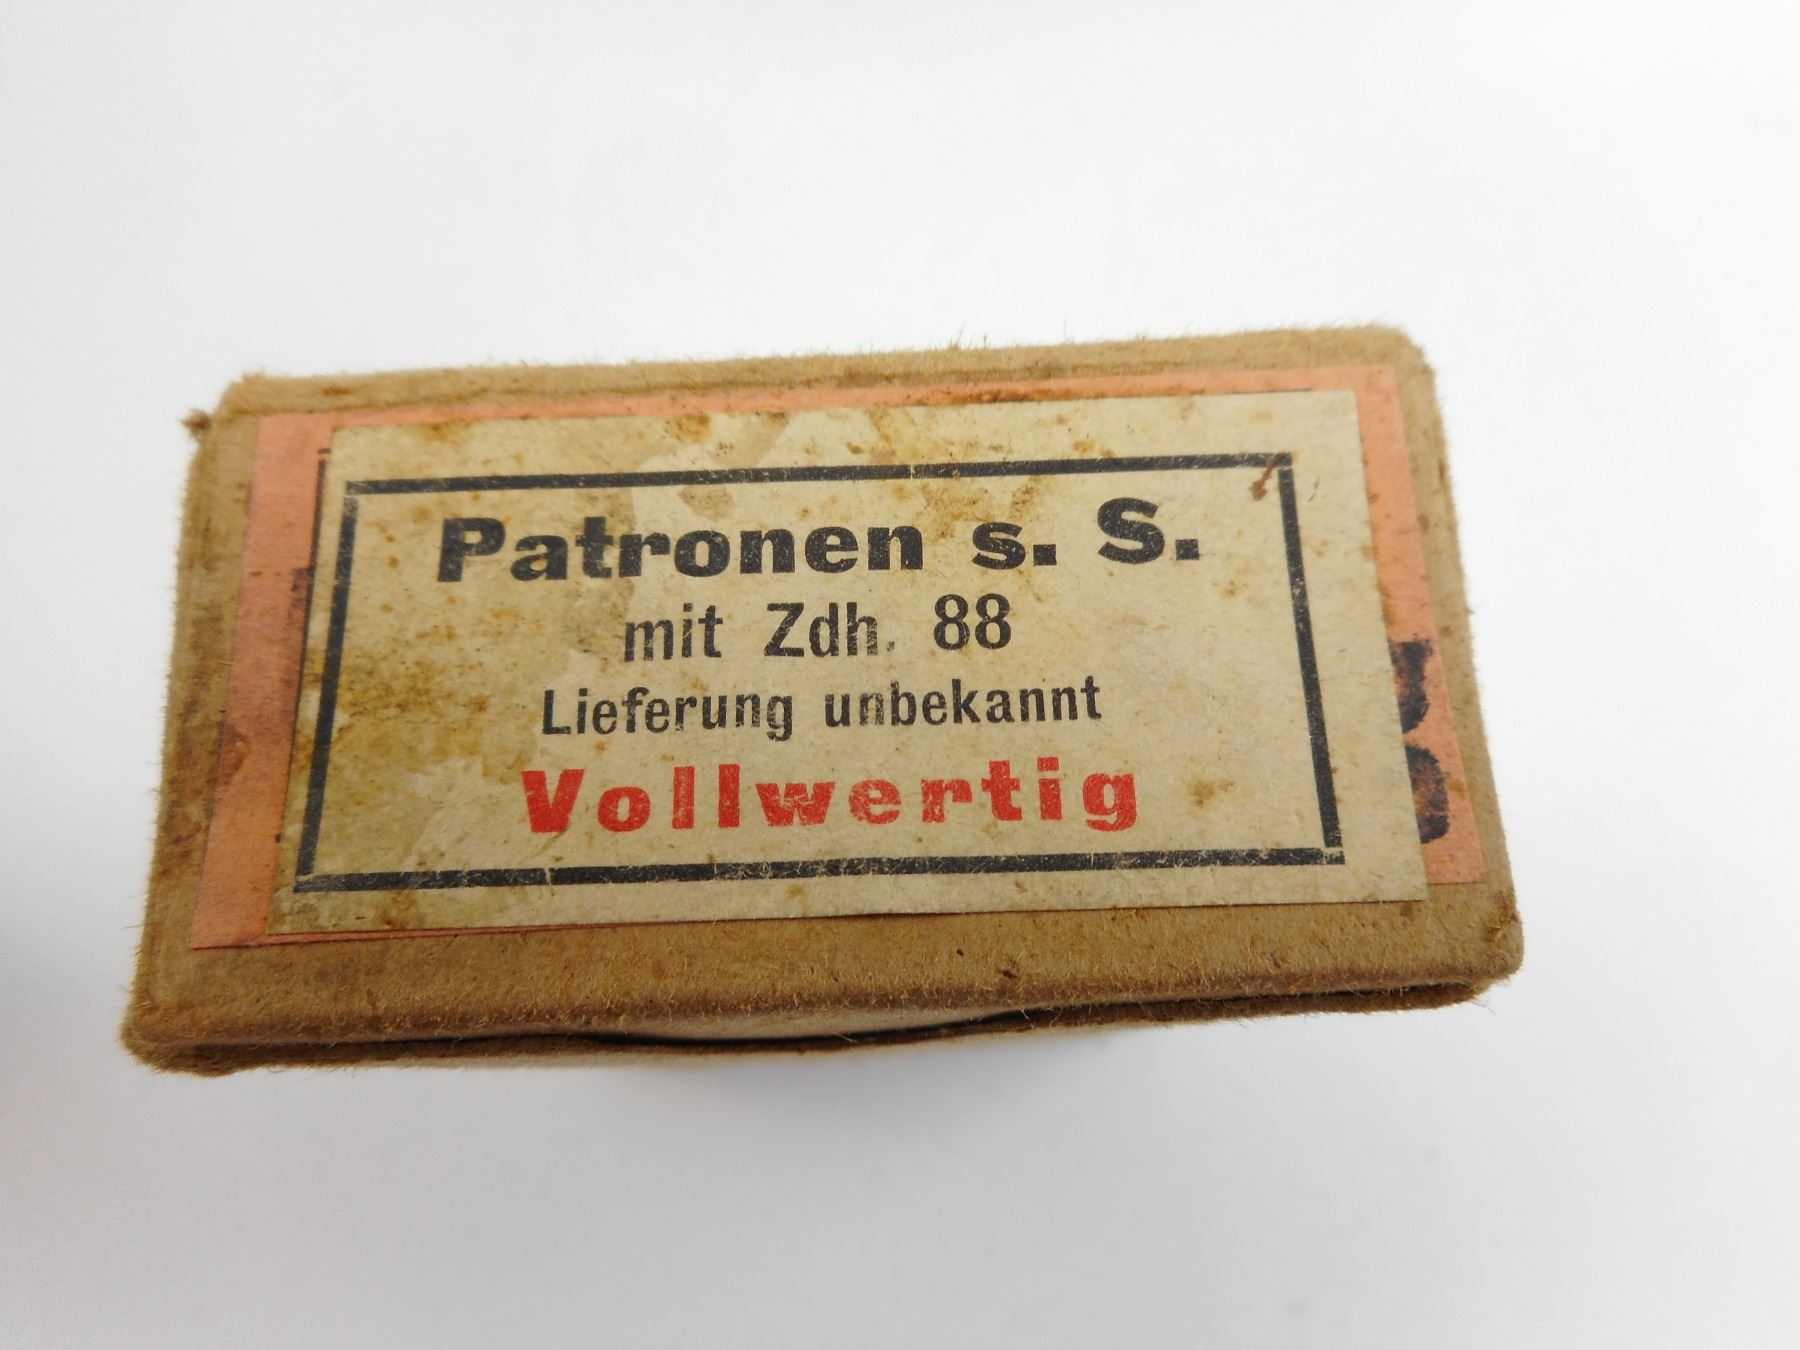 Patronen s. S.
mit Zdh. 88
Lieferung unbekannt
Vollwertig